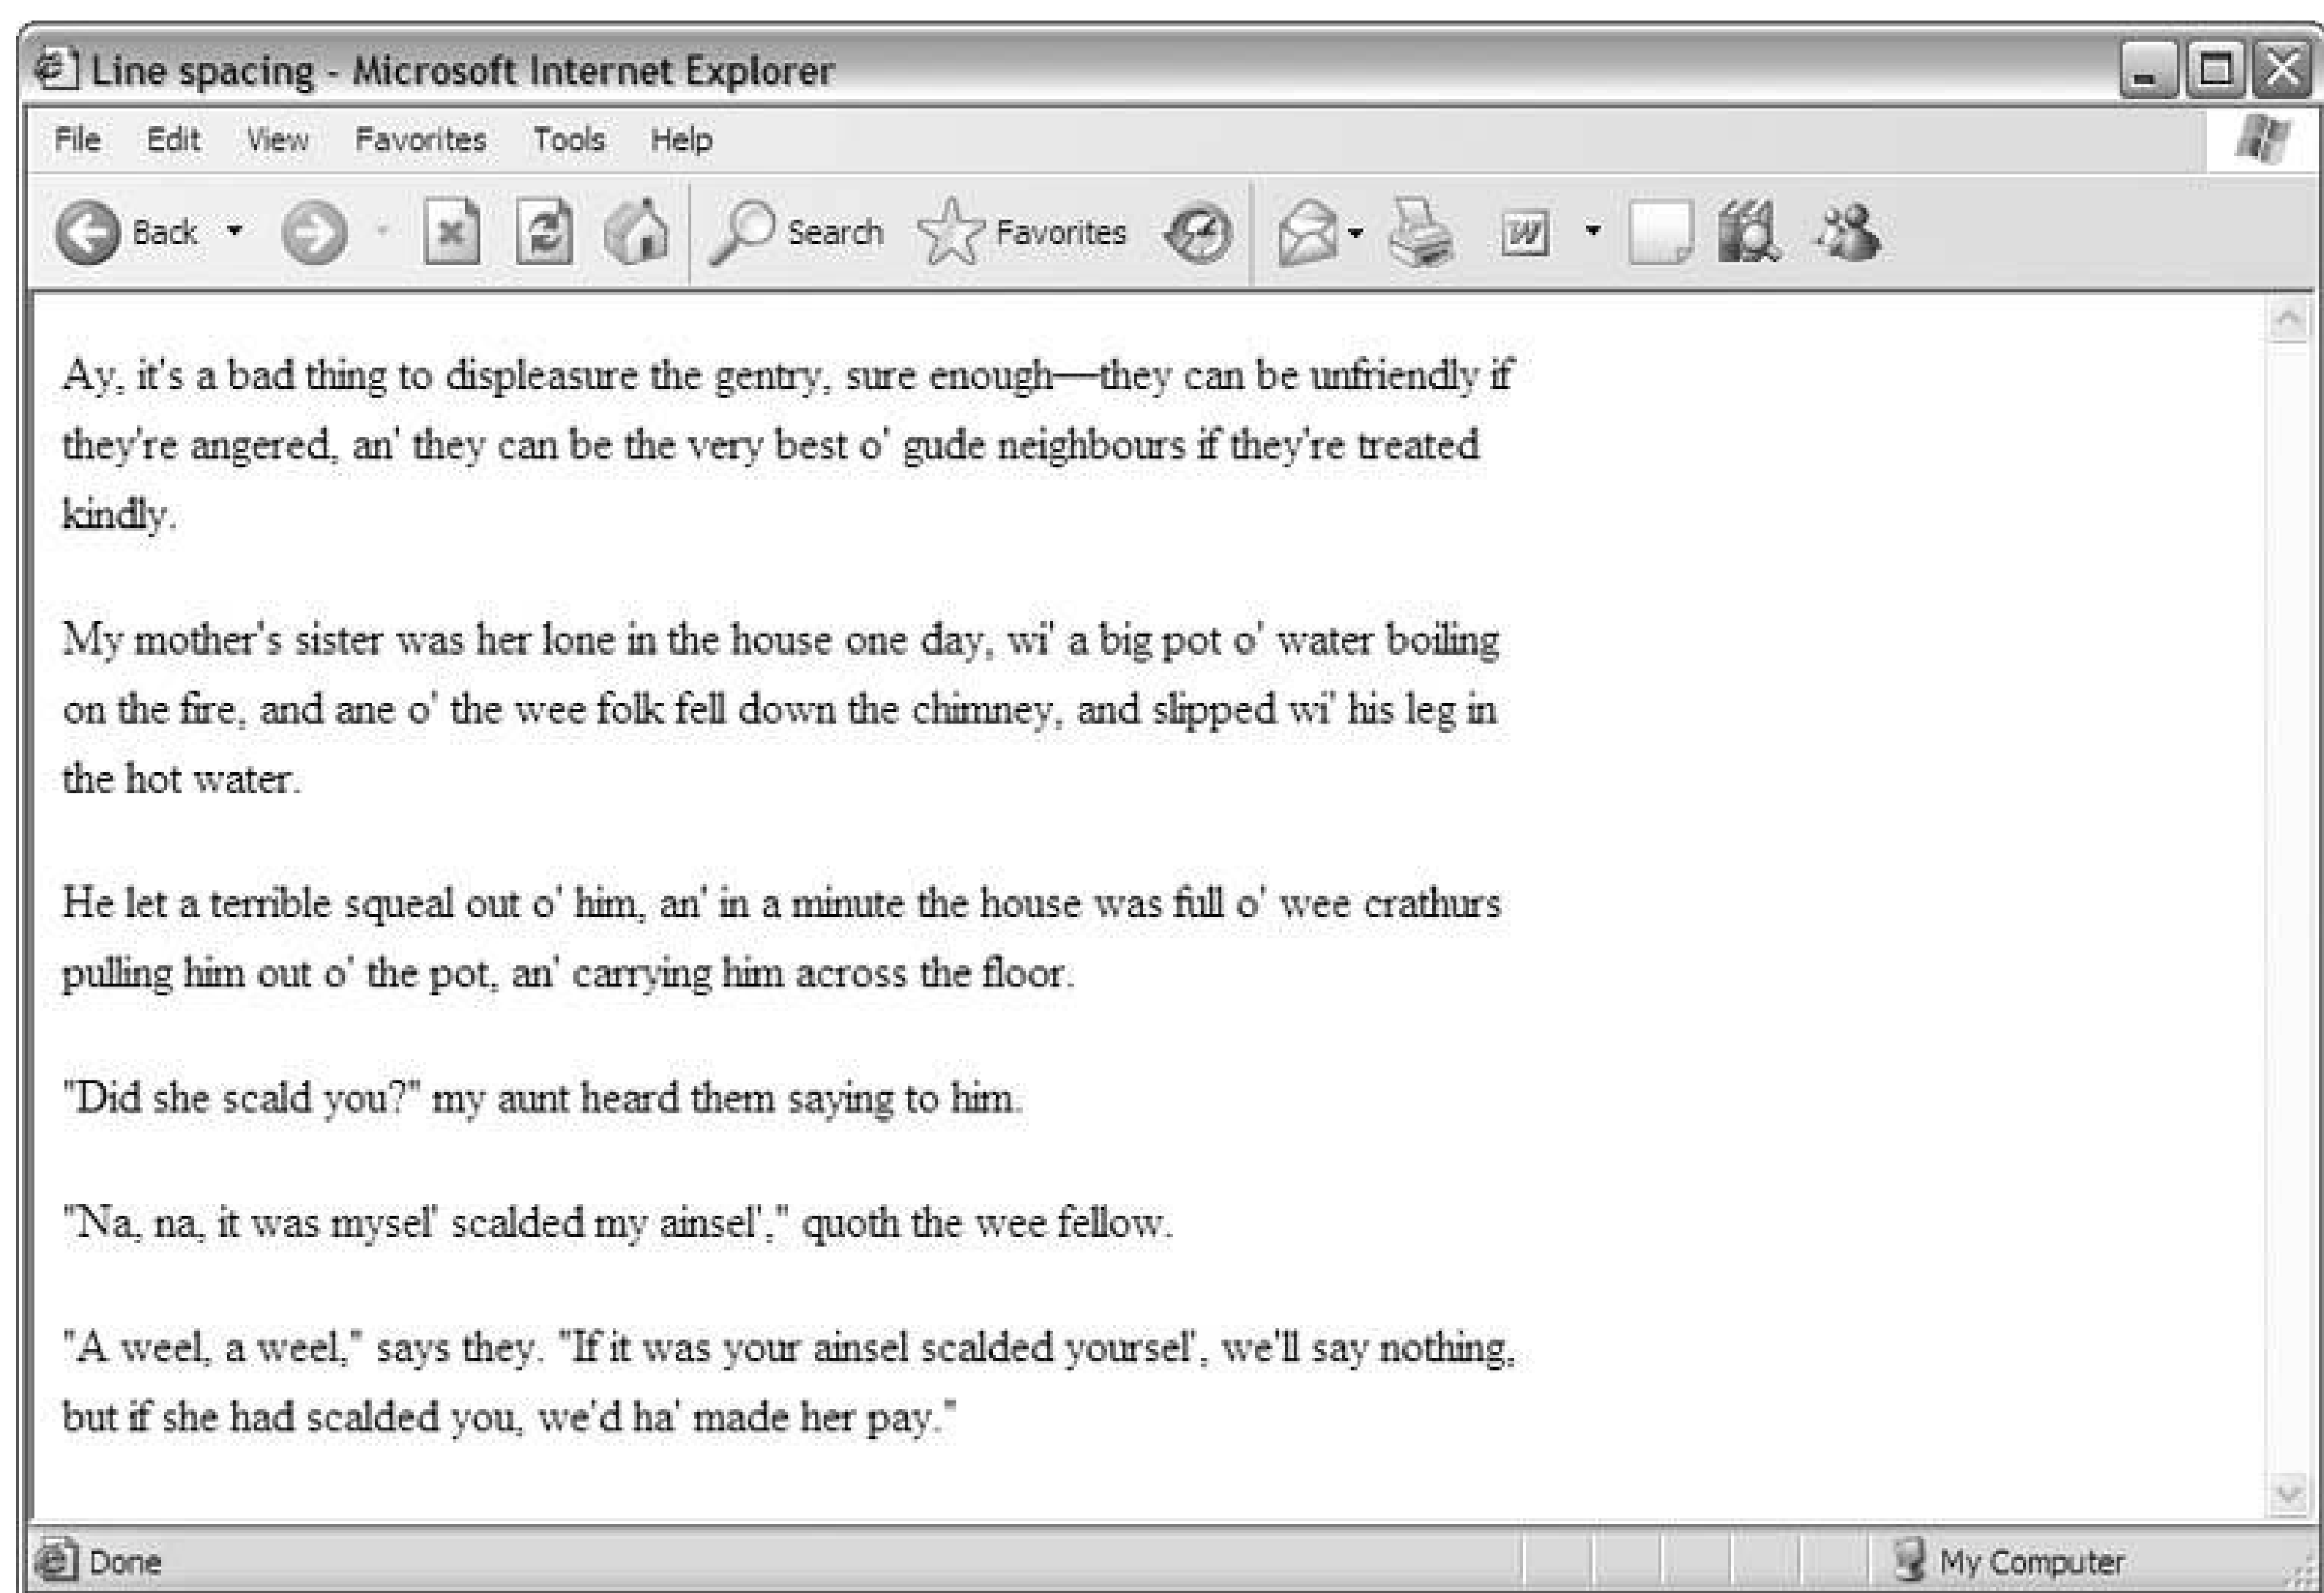 Line spacing - Microsoft Internet Explorer
File Edit View Favorites Tools Help
Back Search Favorites
Ay, it's a bad thing to displeasure the gentry, sure enough—they can be unfriendly if
they're angered, an' they can be the very best o' gude neighbours if they're treated
kindly.
My mother's sister was her lone in the house one day, wi' a big pot o' water boiling
on the fire, and ane o' the wee folk fell down the chimney, and slipped wi' his leg in
the hot water.
He let a terrible squeal out o' him, an' in a minute the house was full o' wee crathurs
pulling him out o' the pot, an' carrying him across the floor.
"Did she scald you?" my aunt heard them saying to him.
"Na, na, it was mysel' scalded my ainsel'," quoth the wee fellow.
"A weel, a weel," says they. "If it was your ainsel scalded yoursel', we'll say nothing,
but if she had scalded you, we'd ha' made her pay."
Done My Computer